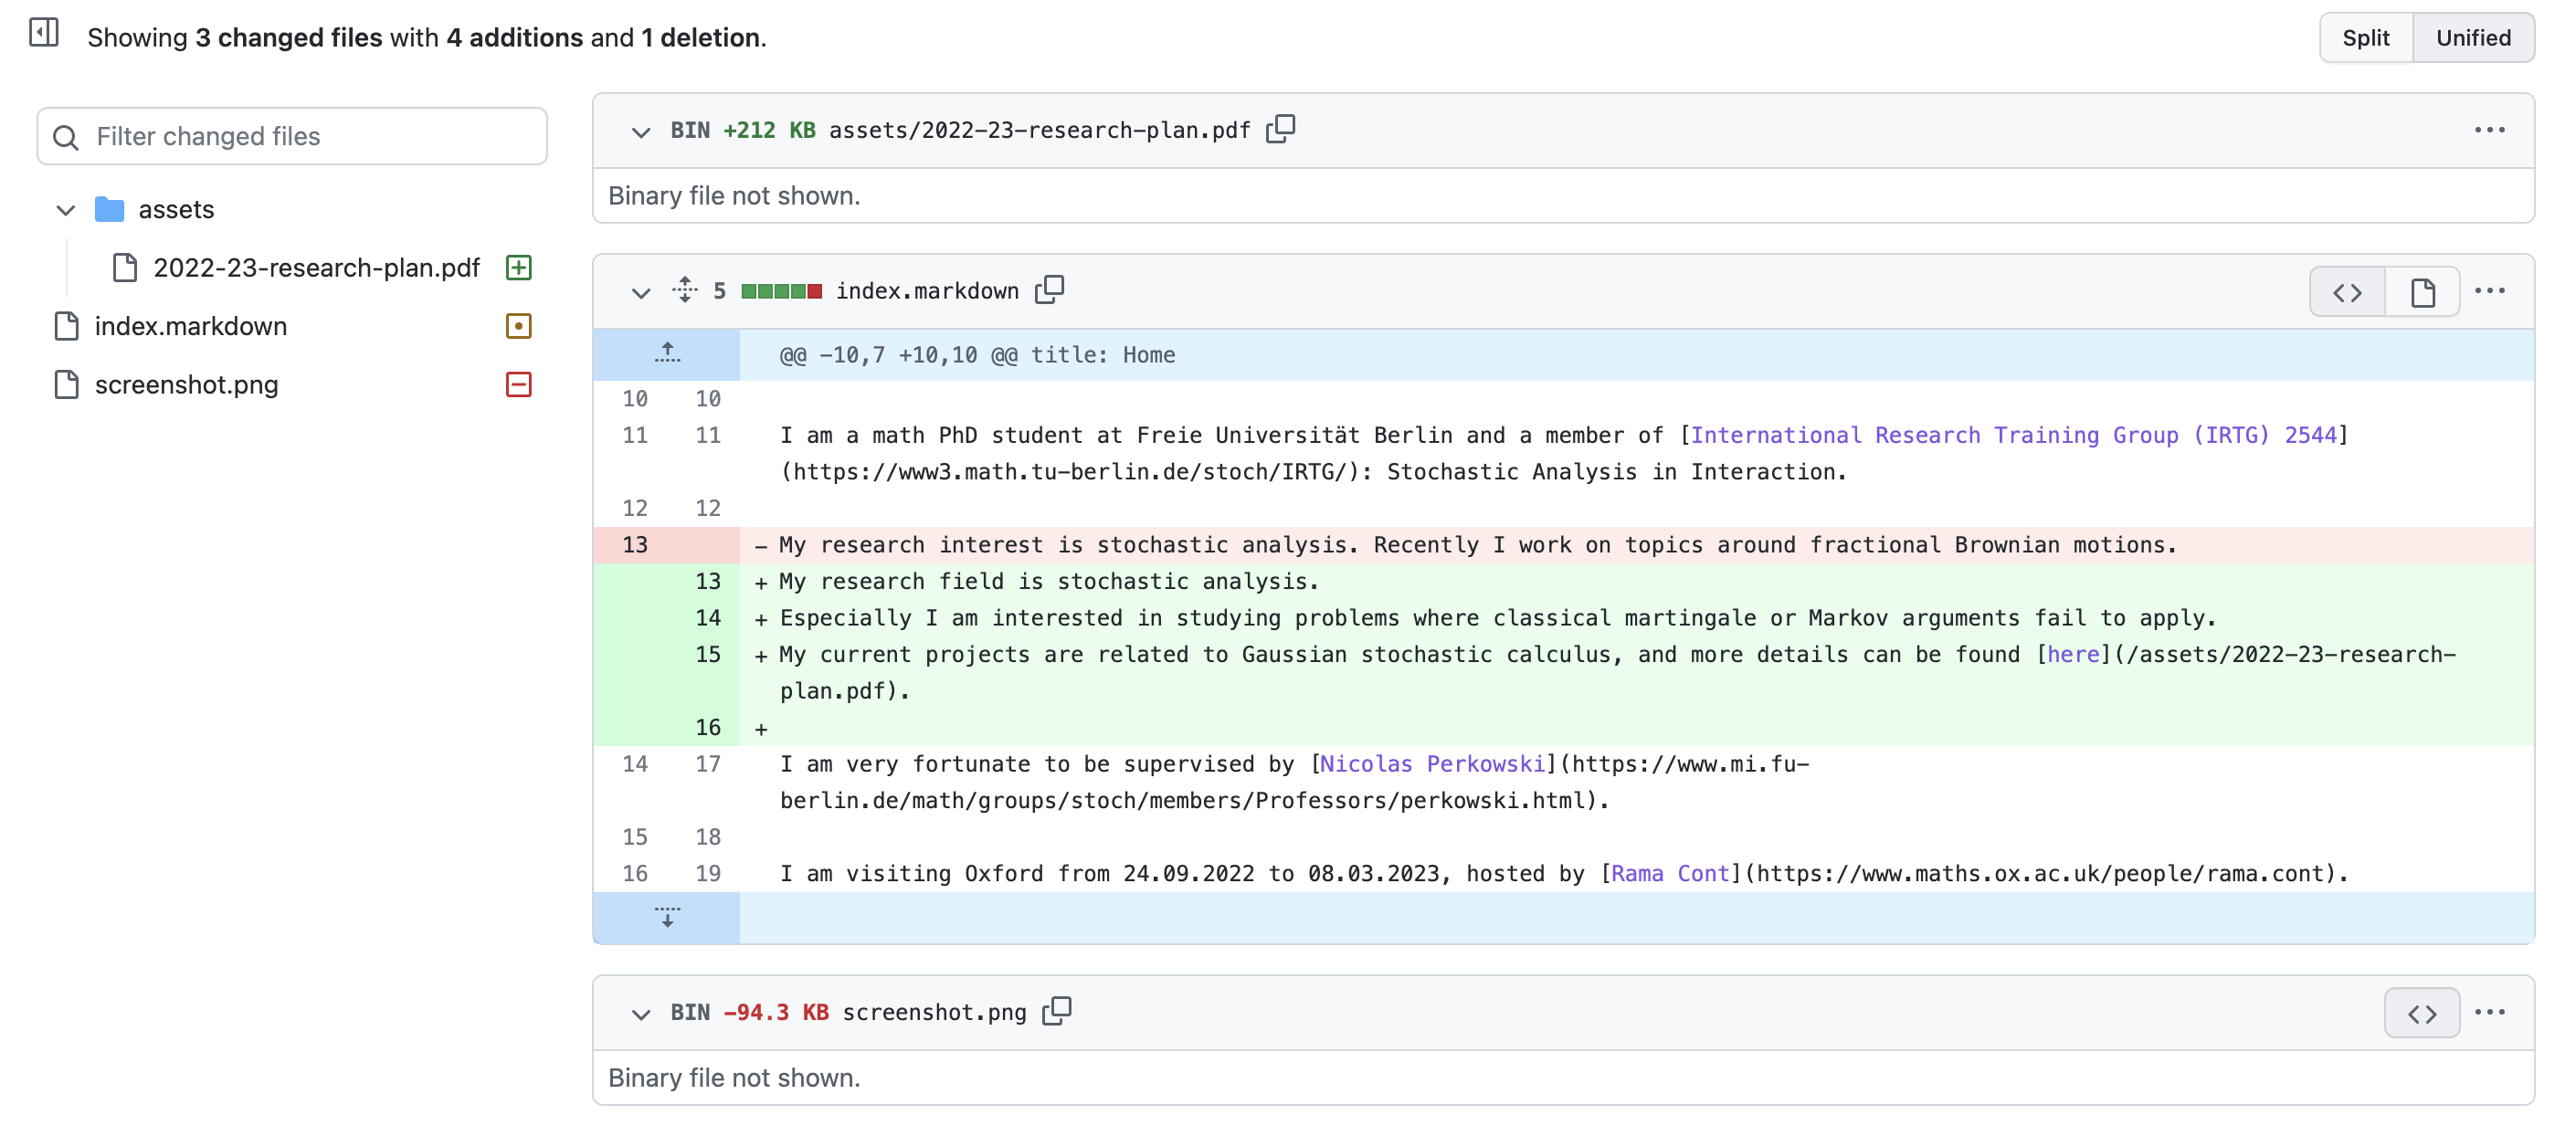 Showing 3 changed files with 4 additions and 1 deletion.
Split Unified
Filter changed files
assets
2022-23-research-plan.pdf
index.markdown
screenshot.png
BIN +212 KB assets/2022-23-research-plan.pdf
Binary file not shown.
5 index.markdown
@@ -10,7 +10,10 @@ title: Home
10 10
11 11 I am a math PhD student at Freie Universität Berlin and a member of [International Research Training Group (IRTG) 2544]
(https://www3.math.tu-berlin.de/stoch/IRTG/): Stochastic Analysis in Interaction.
12 12
13 - My research interest is stochastic analysis. Recently I work on topics around fractional Brownian motions.
13 + My research field is stochastic analysis.
14 + Especially I am interested in studying problems where classical martingale or Markov arguments fail to apply.
15 + My current projects are related to Gaussian stochastic calculus, and more details can be found [here](/assets/2022-23-research-
plan.pdf).
16 +
14 17 I am very fortunate to be supervised by [Nicolas Perkowski](https://www.mi.fu-
berlin.de/math/groups/stoch/members/Professors/perkowski.html).
15 18
16 19 I am visiting Oxford from 24.09.2022 to 08.03.2023, hosted by [Rama Cont](https://www.maths.ox.ac.uk/people/rama.cont).
BIN -94.3 KB screenshot.png
Binary file not shown.